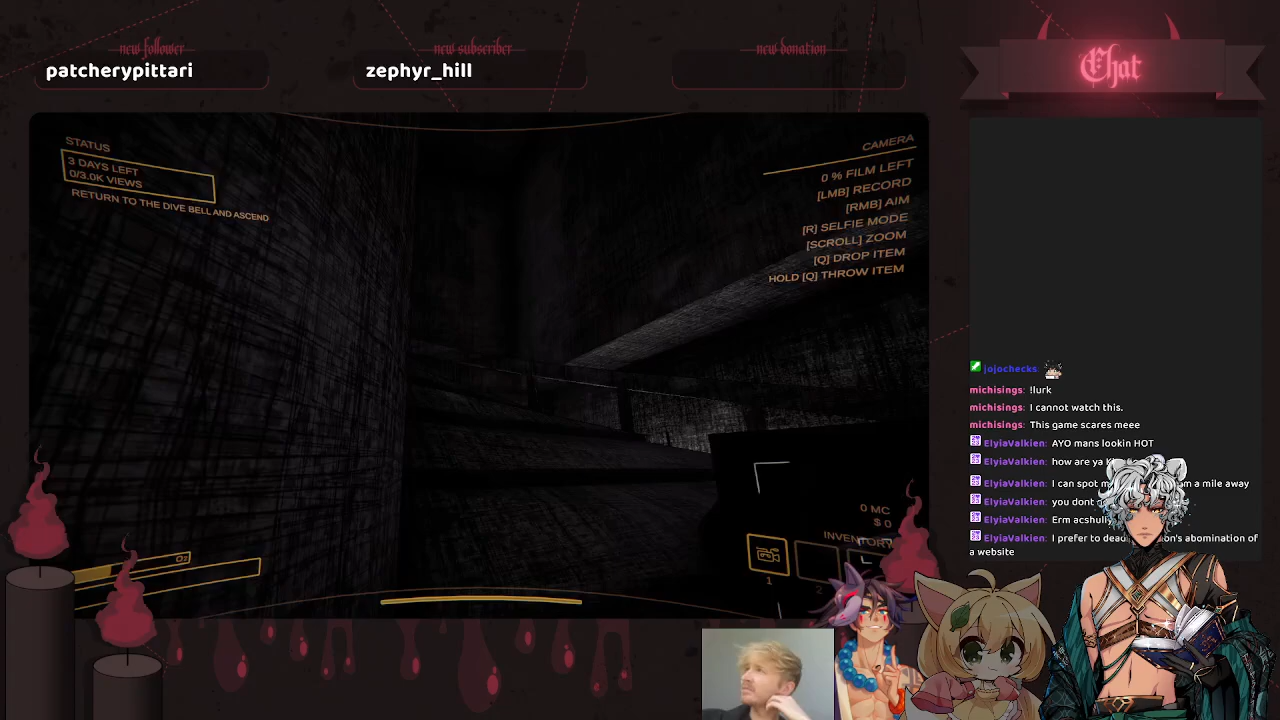 new follower
patcherypittari
new subscriber
zephyr_hill
new donation
Chat
STATUS
3 DAYS LEFT
0/3.0K VIEWS
RETURN TO THE DIVE BELL AND ASCEND
CAMERA
0 % FILM LEFT
[LMB] RECORD
[RMB] AIM
[R] SELFIE MODE
[SCROLL] ZOOM
[Q] DROP ITEM
HOLD [Q] THROW ITEM
0 MC
$ 0
INVENTORY
1
2
O2
jojochecks:
michisings: !lurk
michisings: I cannot watch this.
michisings: This game scares meee
ElyiaValkien: AYO mans lookin HOT
ElyiaValkien: how are ya
ElyiaValkien: I can spot a mile away
ElyiaValkien: you dont
ElyiaValkien: Erm acshull
ElyiaValkien: I prefer to abomination of
a website